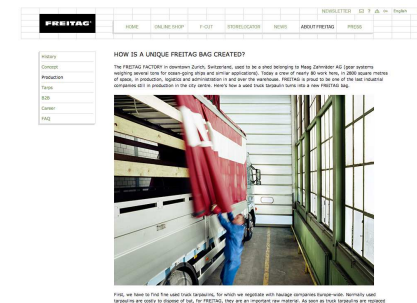 NEWSLETTER
English
FREITAG
HOME ONLINE SHOP F-CUT STORELOCATOR NEWS ABOUT FREITAG PRESS
History
Concept
Production
Tarps
B2B
Career
FAQ
HOW IS A UNIQUE FREITAG BAG CREATED?
The FREITAG FACTORY in downtown Zurich, Switzerland, used to be a shed belonging to Maag Zahnräder AG (gear systems
weighing several tons for ocean-going ships and similar applications). Today a crew of nearly 80 work here, in 2800 square metres
of space, in production, logistics and administration in and over the warehouse. FREITAG is proud to be one of the last industrial
companies still in production in the city centre. Here's how a used truck tarpaulin turns into a new FREITAG bag.
First, we have to find fine used truck tarpaulins, for which we negotiate with haulage companies Europe-wide. Normally used
tarpaulins are costly to dispose of but, for FREITAG, they are an important raw material. As soon as truck tarpaulins are replaced